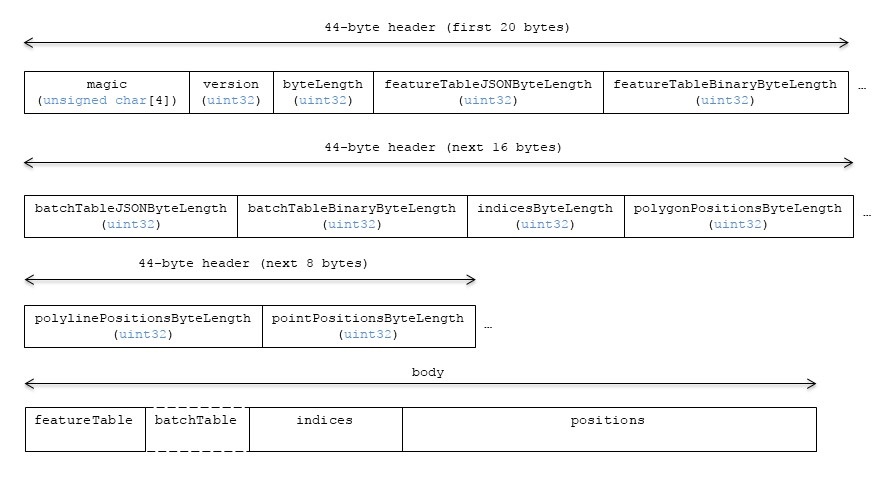 44-byte header (first 20 bytes)
magic version byteLength featureTableJSONByteLength featureTableBinaryByteLength
(unsigned char[4]) (uint32) (uint32) (uint32) (uint32) …
44-byte header (next 16 bytes)
batchTableJSONByteLength batchTableBinaryByteLength indicesByteLength polygonPositionsByteLength
(uint32) (uint32) (uint32) (uint32) …
44-byte header (next 8 bytes)
polylinePositionsByteLength pointPositionsByteLength
(uint32) (uint32) …
body
featureTable batchTable indices positions